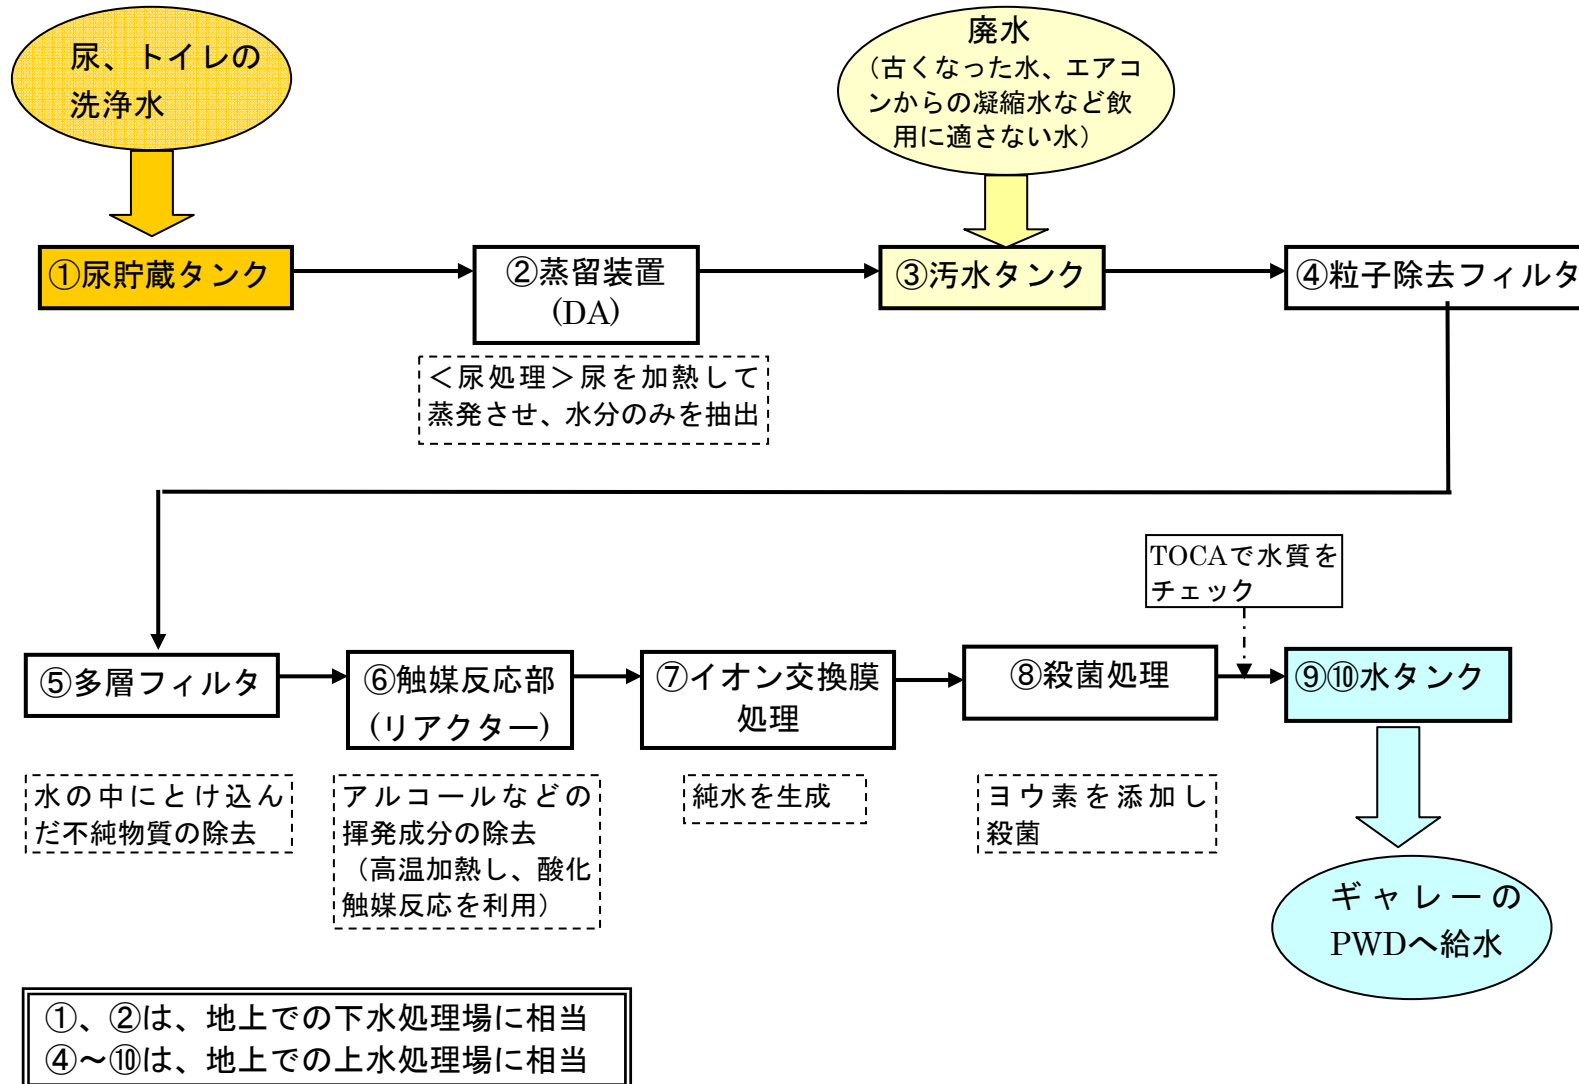 尿、トイレの
洗浄水
廃水
（古くなった水、エアコ
ンからの凝縮水など飲
用に適さない水）
①尿貯蔵タンク
②蒸留装置
(DA)
③汚水タンク
④粒子除去フィルタ
＜尿処理＞尿を加熱して
蒸発させ、水分のみを抽出
TOCAで水質を
チェック
⑤多層フィルタ
⑥触媒反応部
(リアクター)
⑦イオン交換膜
処理
⑧殺菌処理
⑨⑩水タンク
水の中にとけ込ん
だ不純物質の除去
アルコールなどの
揮発成分の除去
（高温加熱し、酸化
触媒反応を利用）
純水を生成
ヨウ素を添加し
殺菌
ギャレーの
PWDへ給水
①、②は、地上での下水処理場に相当
④～⑩は、地上での上水処理場に相当